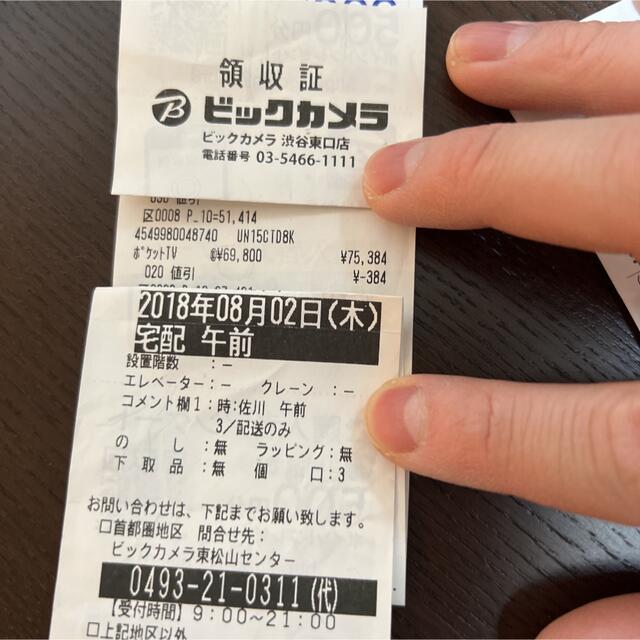 領収証
ビックカメラ
ビックカメラ 渋谷東口店
電話番号 03-5466-1111
030 値引
区0008 P_10=51,414
4549980048740 UN15CTD8K
ﾎﾟｹｯﾄTV ¥69,800 ¥75,384
020 値引 ¥-384
2018年08月02日(木)
宅配 午前
設置階数 :-
エレベーター:- クレーン :-
コメント欄1:時:佐川 午前
3/配送のみ
の し:無 ラッピング:無
下 取 品:無 個 口:3
お問い合わせは、下記までお願い致します。
口首都圏地区 問合せ先:
ビックカメラ東松山センター
0493-21-0311(代)
【受付時間】9:00~21:00
口上記地区以外